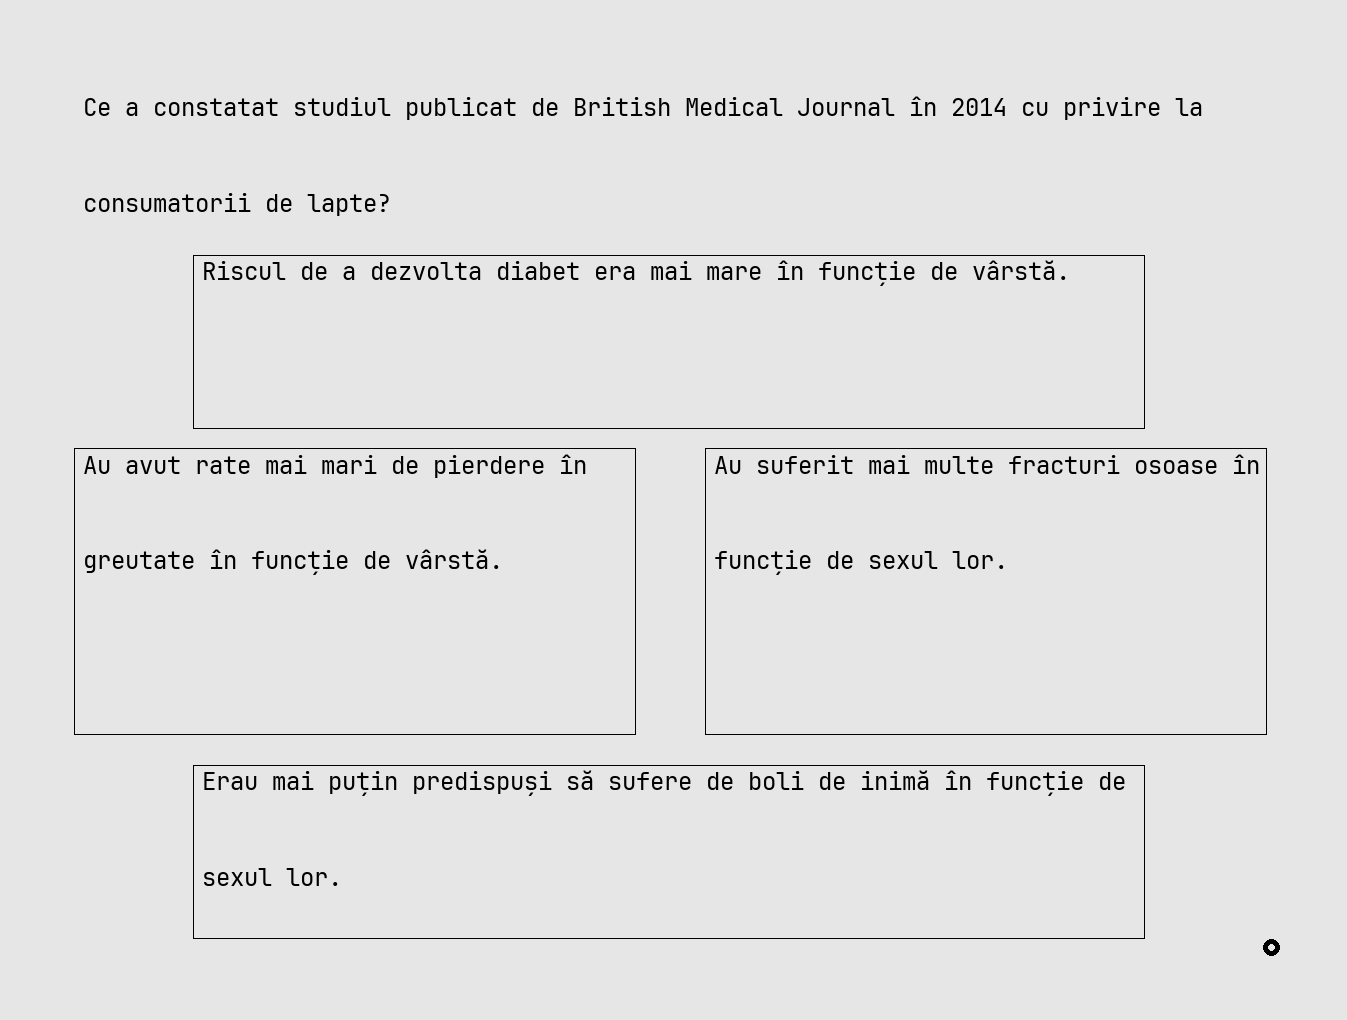 Ce a constatat studiul publicat de British Medical Journal în 2014 cu privire la
consumatorii de lapte?
Riscul de a dezvolta diabet era mai mare în funcție de vârstă.
Au avut rate mai mari de pierdere în
greutate în funcție de vârstă.
Au suferit mai multe fracturi osoase în
funcție de sexul lor.
Erau mai puțin predispuși să sufere de boli de inimă în funcție de
sexul lor.